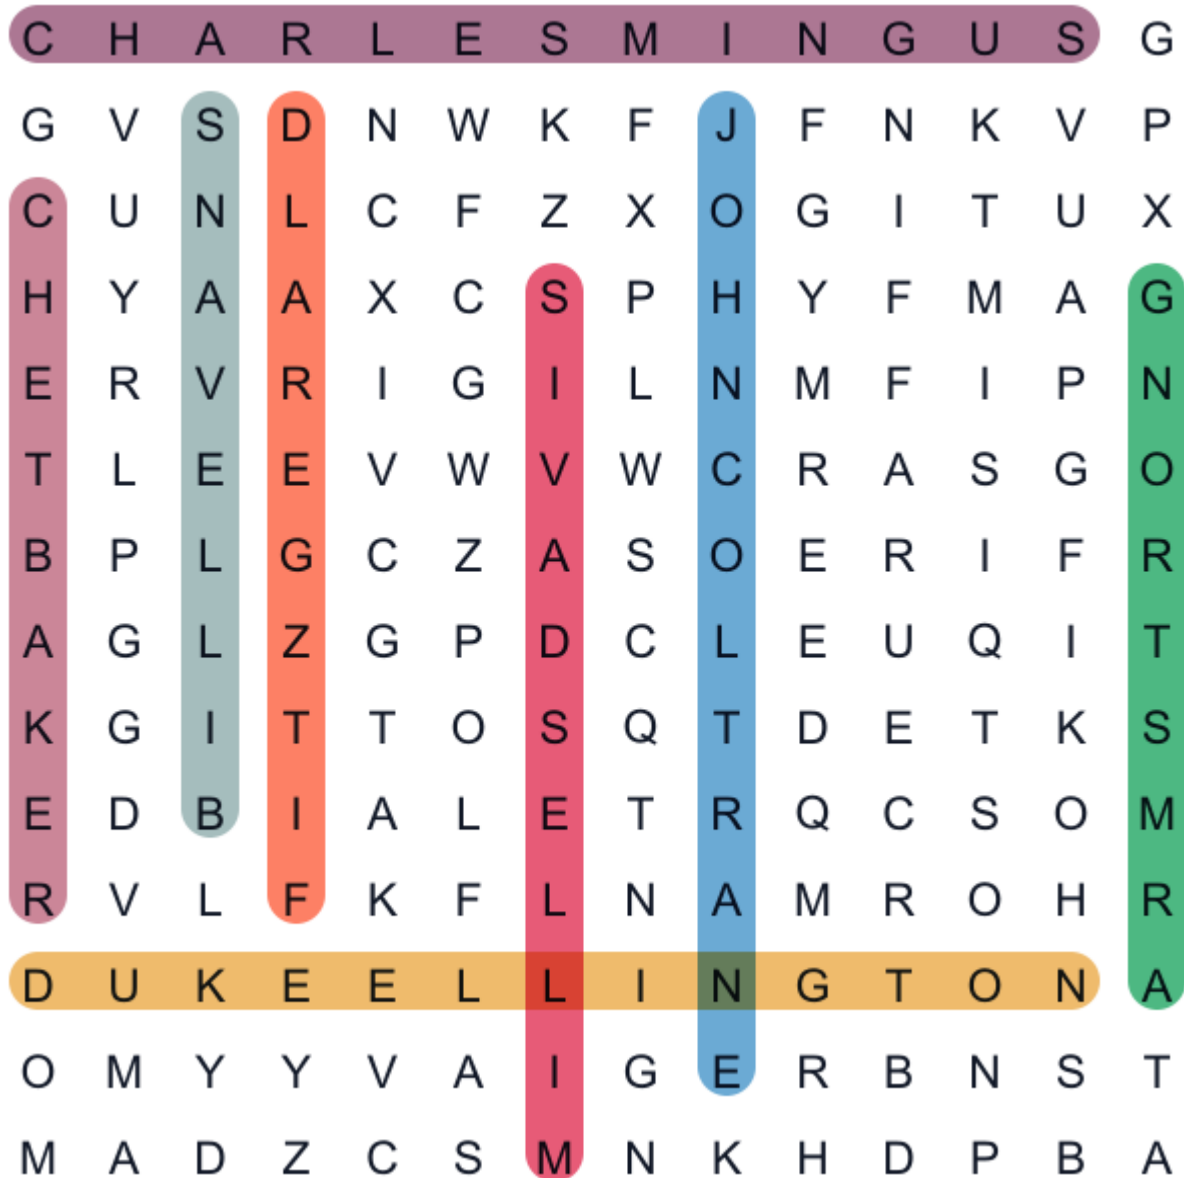 C H A R L E S M I N G U S G
G V S D N W K F J F N K V P
C U N L C F Z X O G I T U X
H Y A A X C S P H Y F M A G
E R V R I G I L N M F I P N
T L E E V W V W C R A S G O
B P L G C Z A S O E R I F R
A G L Z G P D C L E U Q I T
K G I T T O S Q T D E T K S
E D B I A L E T R Q C S O M
R V L F K F L N A M R O H R
D U K E E L L I N G T O N A
O M Y Y V A I G E R B N S T
M A D Z C S M N K H D P B A